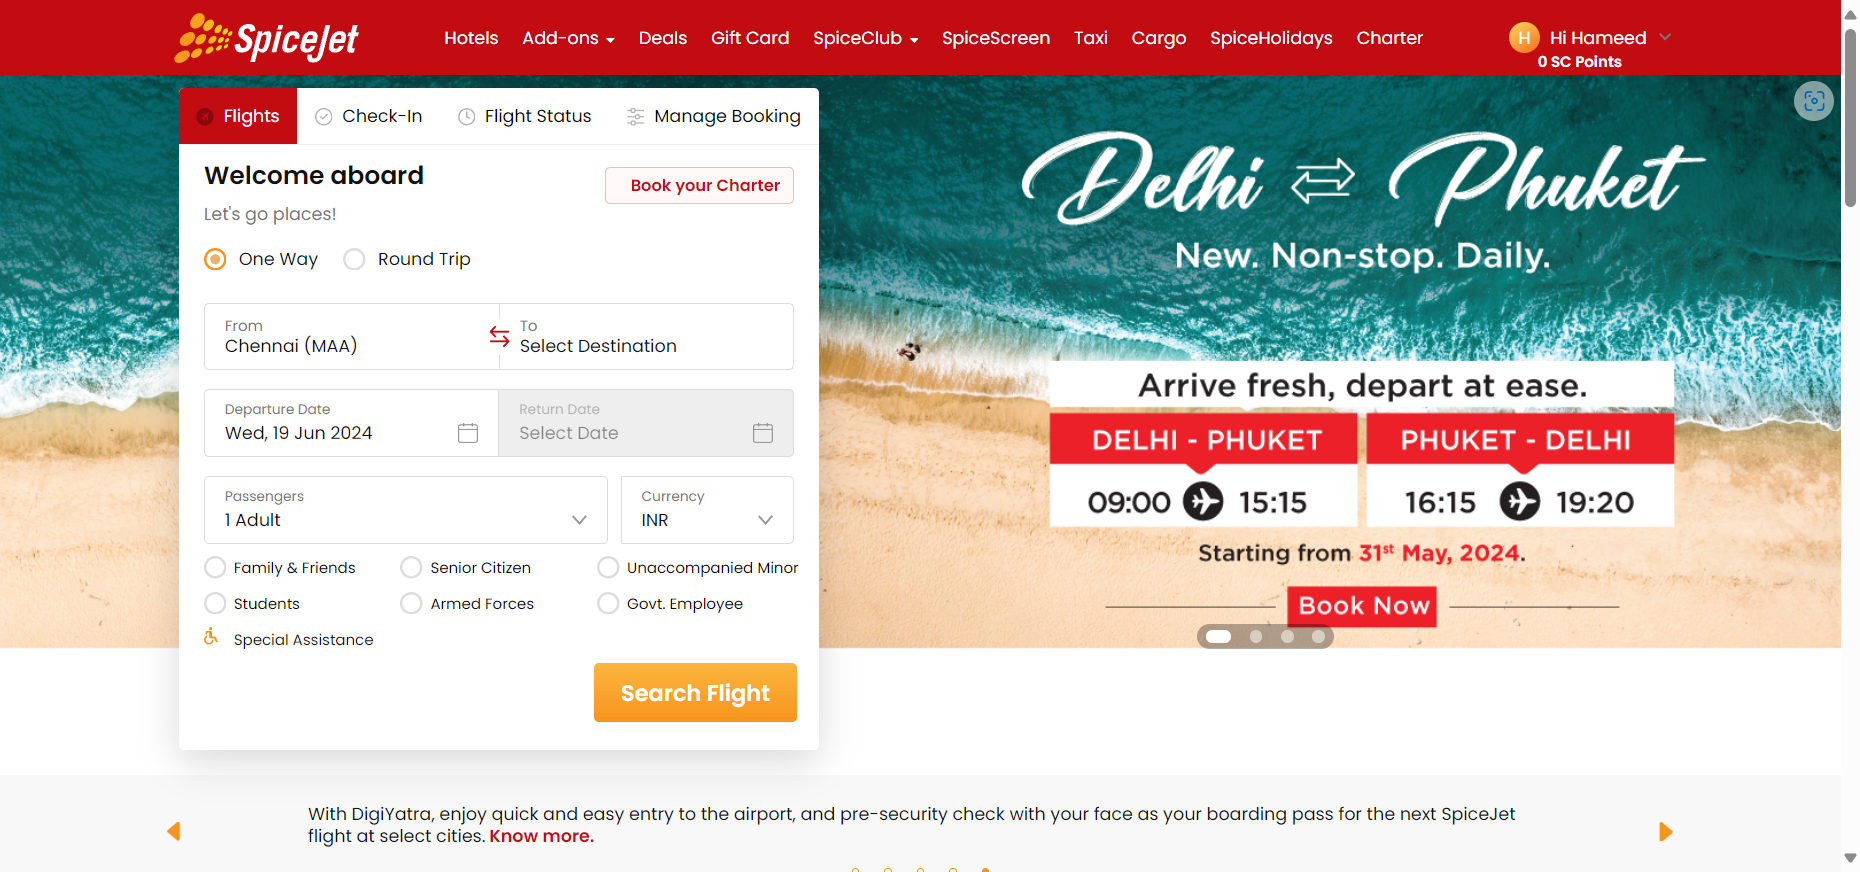 SpiceJet
Hotels Add-ons Deals Gift Card SpiceClub SpiceScreen Taxi Cargo SpiceHolidays Charter
H Hi Hameed
0 SC Points
Flights Check-In Flight Status Manage Booking
Welcome aboard
Book your Charter
Let's go places!
One Way Round Trip
From
Chennai (MAA)
To
Select Destination
Departure Date
Wed, 19 Jun 2024
Return Date
Select Date
Passengers
1 Adult
Currency
INR
Family & Friends Senior Citizen Unaccompanied Minor
Students Armed Forces Govt. Employee
Special Assistance
Search Flight
Delhi Phuket
New. Non-stop. Daily.
Arrive fresh, depart at ease.
DELHI - PHUKET
09:00 15:15
PHUKET - DELHI
16:15 19:20
Starting from 31st May, 2024.
Book Now
With DigiYatra, enjoy quick and easy entry to the airport, and pre-security check with your face as your boarding pass for the next SpiceJet
flight at select cities. Know more.